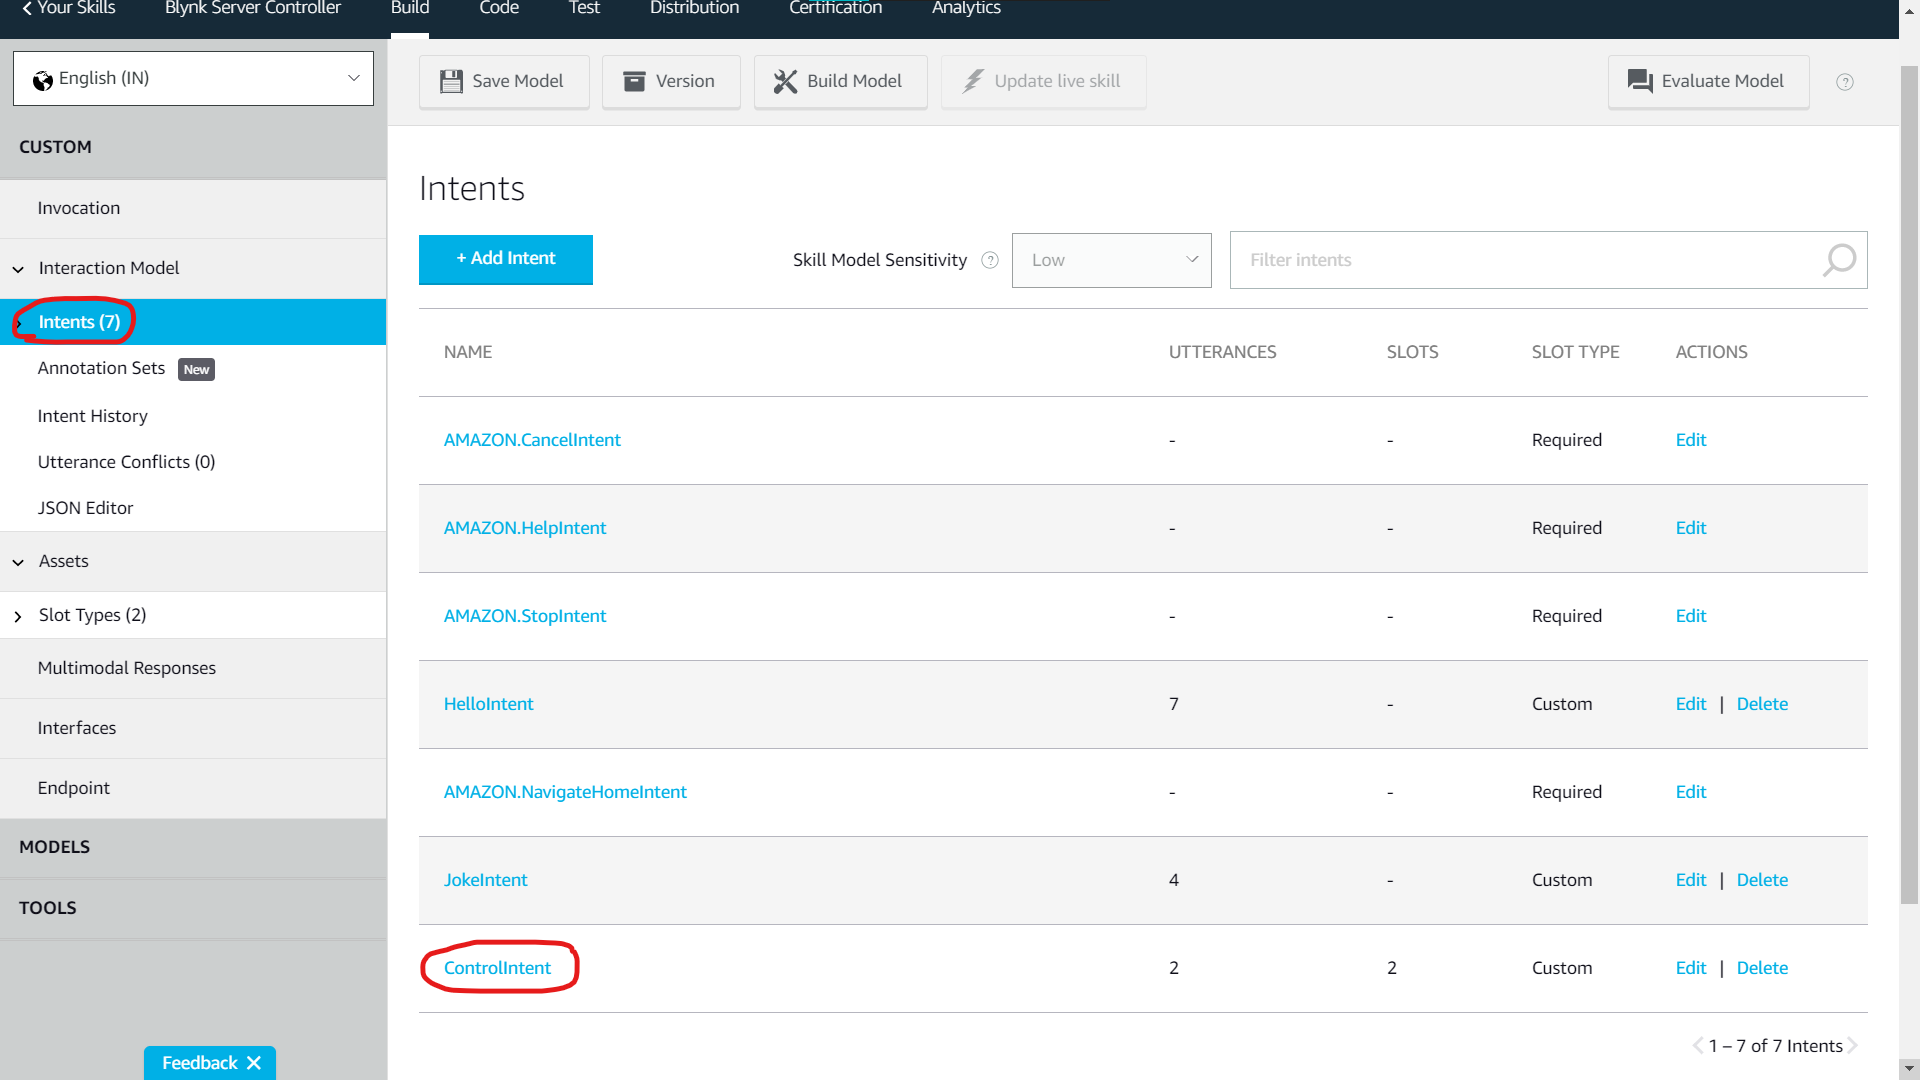 Your Skills Blynk Server Controller Build Code Test Distribution Certification Analytics
English (IN)
Save Model Version Build Model Update live skill Evaluate Model ?
CUSTOM
Invocation
Interaction Model
Intents (7)
Annotation Sets New
Intent History
Utterance Conflicts (0)
JSON Editor
Assets
Slot Types (2)
Multimodal Responses
Interfaces
Endpoint
MODELS
TOOLS
Feedback X
Intents
+ Add Intent Skill Model Sensitivity ? Low Filter intents
NAME UTTERANCES SLOTS SLOT TYPE ACTIONS
AMAZON.CancelIntent - - Required Edit
AMAZON.HelpIntent - - Required Edit
AMAZON.StopIntent - - Required Edit
HelloIntent 7 - Custom Edit | Delete
AMAZON.NavigateHomeIntent - - Required Edit
JokeIntent 4 - Custom Edit | Delete
ControlIntent 2 2 Custom Edit | Delete
1 – 7 of 7 Intents